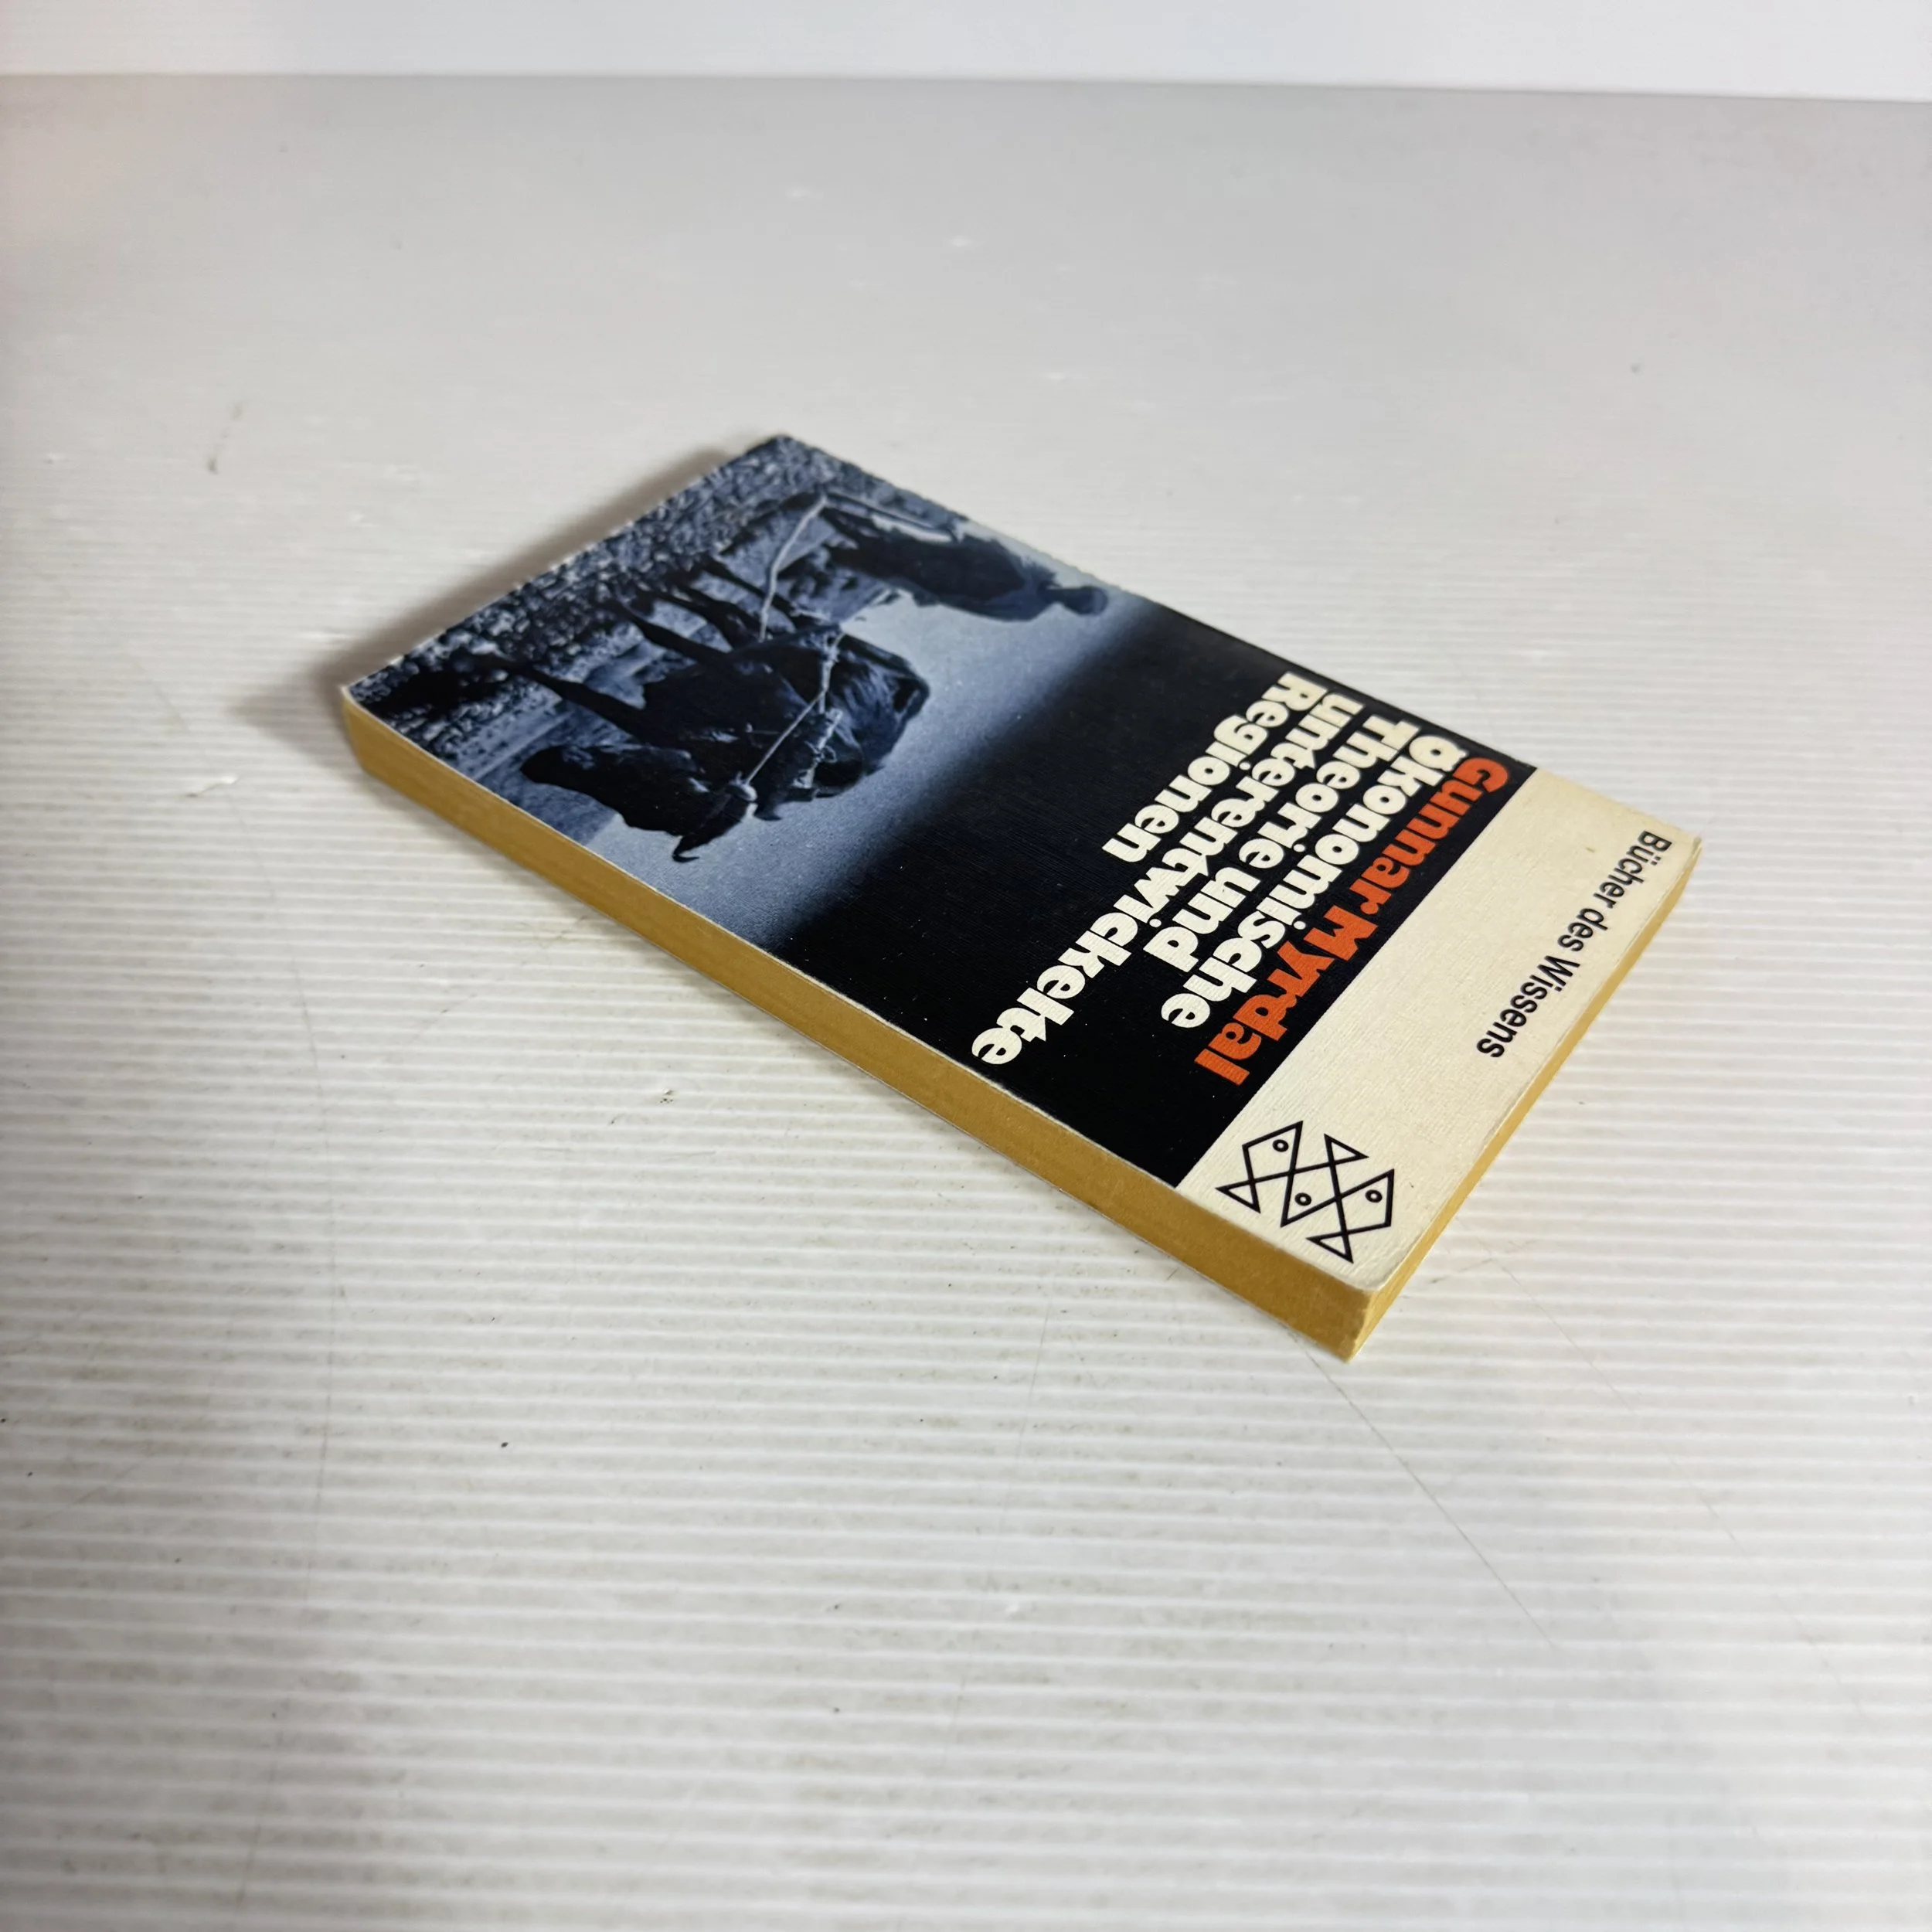 Bücher des Wissens
Gunnar Myrdal
Ökonomische
Theorie und
unterentwickelte
Regionen